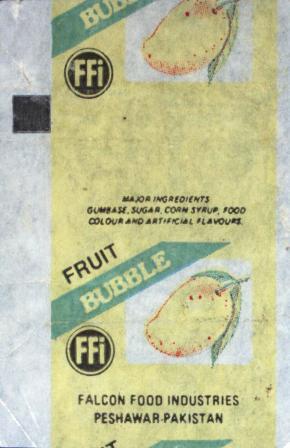 BUBBL
FFi
MAJOR INGREDIENTS
GUMBASE, SUGAR, CORN SYRUP, FOOD
COLOUR AND ARTIFICIAL FLAVOURS.
FRUIT
BUBBLE
FFi
FALCON FOOD INDUSTRIES
PESHAWAR-PAKISTAN